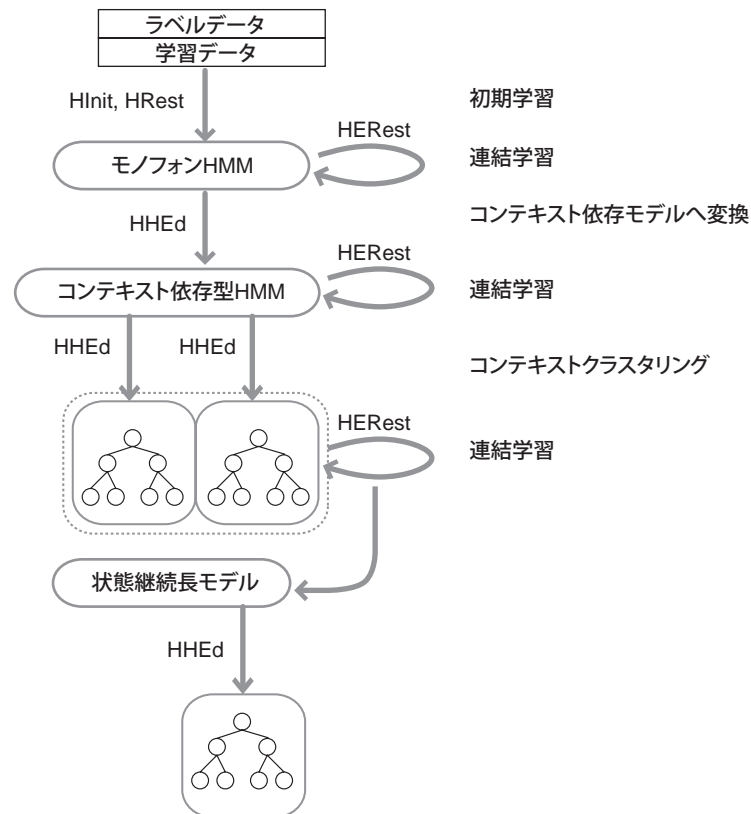 ラベルデータ
学習データ
HInit, HRest
初期学習
HERest
モノフォンHMM
連結学習
HHEd
コンテキスト依存モデルへ変換
HERest
コンテキスト依存型HMM
連結学習
HHEd
HHEd
コンテキストクラスタリング
HERest
連結学習
状態継続長モデル
HHEd